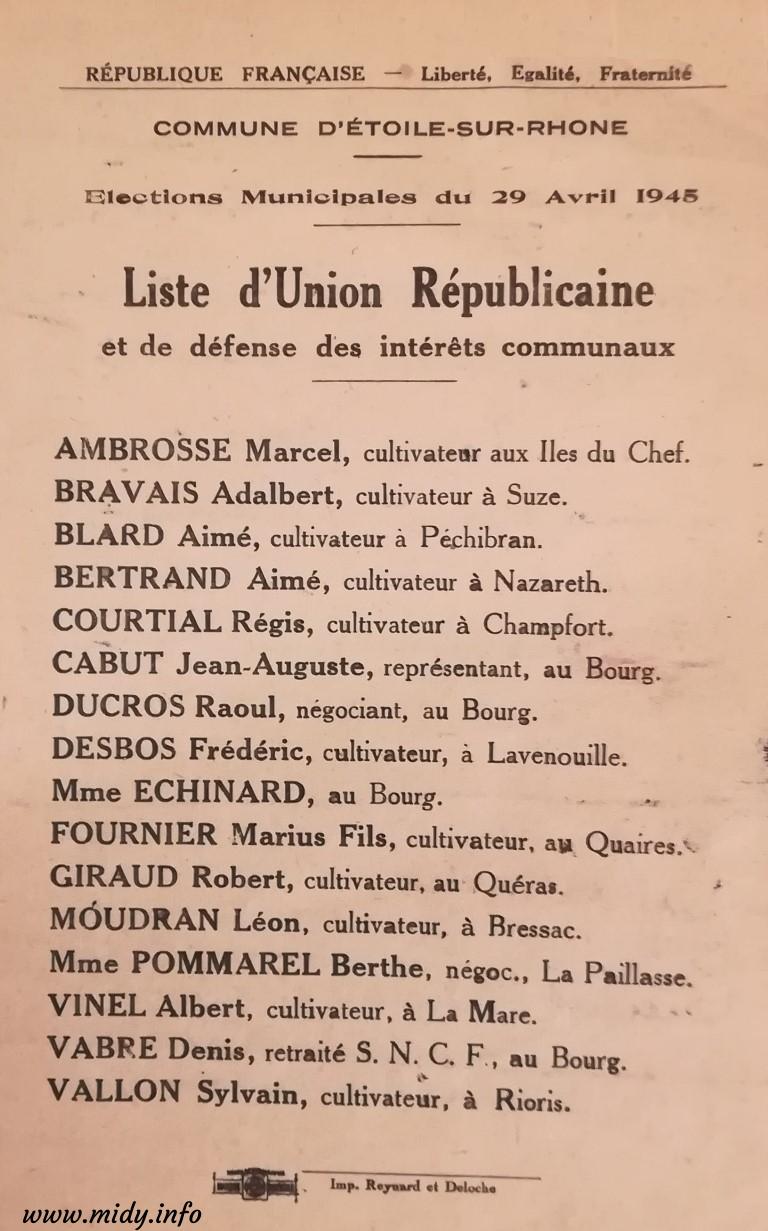 RÉPUBLIQUE FRANÇAISE — Liberté, Egalité, Fraternité
COMMUNE D'ÉTOILE-SUR-RHONE
Elections Municipales du 29 Avril 1945
Liste d'Union Républicaine
et de défense des intérêts communaux
AMBROSSE Marcel, cultivateur aux Iles du Chef.
BRAVAIS Adalbert, cultivateur à Suze.
BLARD Aimé, cultivateur à Péchibran.
BERTRAND Aimé, cultivateur à Nazareth.
COURTIAL Régis, cultivateur à Champfort.
CABUT Jean-Auguste, représentant, au Bourg.
DUCROS Raoul, négociant, au Bourg.
DESBOS Frédéric, cultivateur, à Lavenouille.
Mme ECHINARD, au Bourg.
FOURNIER Marius Fils, cultivateur, au Quaires.
GIRAUD Robert, cultivateur, au Quéras.
MOUDRAN Léon, cultivateur, à Bressac.
Mme POMMAREL Berthe, négoc., La Paillasse.
VINEL Albert, cultivateur, à La Mare.
VABRE Denis, retraité S. N. C. F., au Bourg.
VALLON Sylvain, cultivateur, à Rioris.
Imp. Reynard et Deloche
www.midy.info